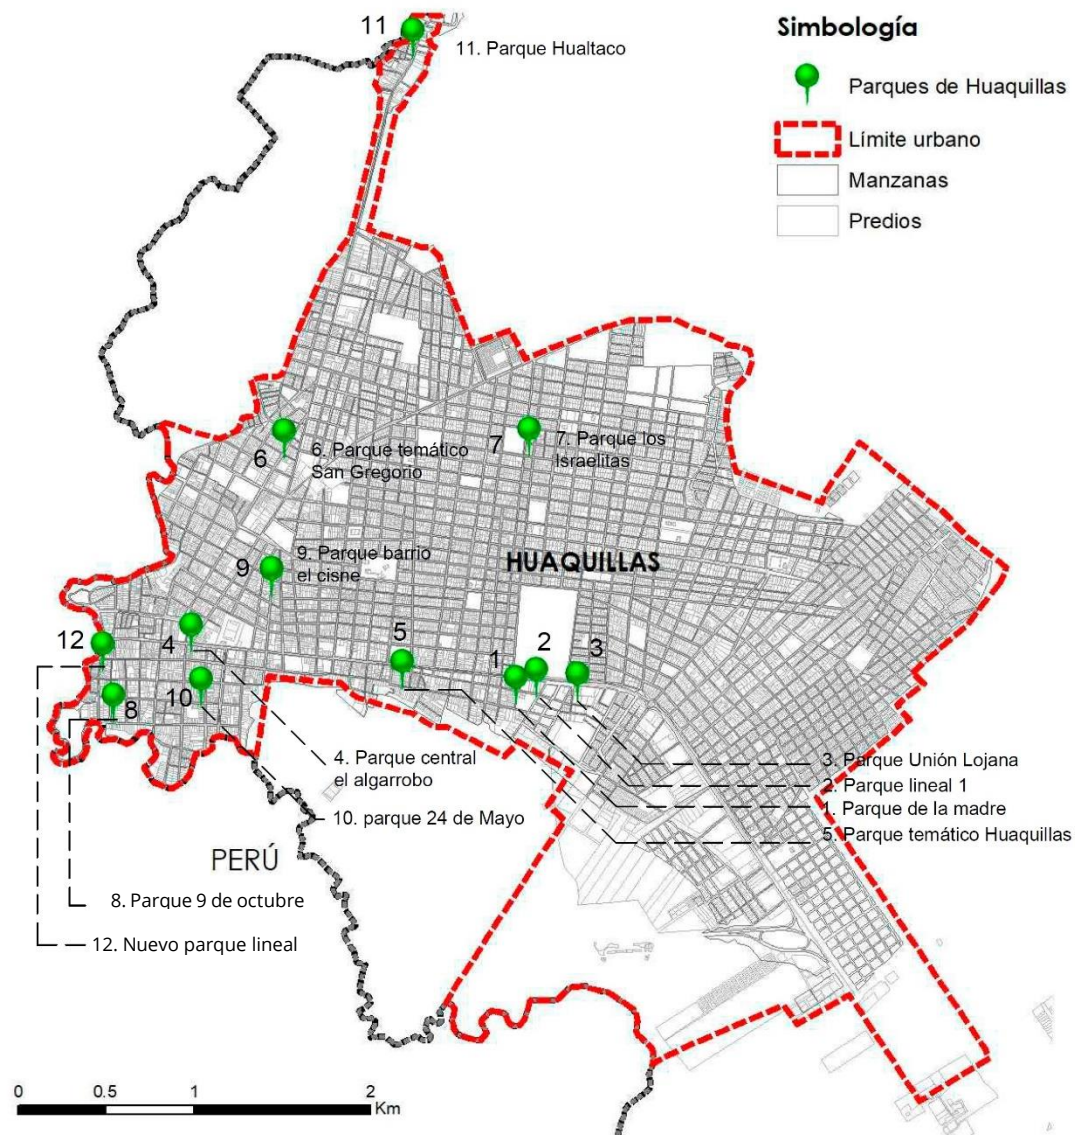 11
11. Parque Hualtaco
Simbología
Parques de Huaquillas
Límite urbano
Manzanas
Predios
6
6. Parque temático
San Gregorio
7
7. Parque los
Israelitas
9
9. Parque barrio
el cisne
HUAQUILLAS
12
4
5
1
2
3
10
8
4. Parque central
el algarrobo
3. Parque Unión Lojana
2. Parque lineal 1
1. Parque de la madre
5. Parque temático Huaquillas
10. parque 24 de Mayo
PERÚ
8. Parque 9 de octubre
12. Nuevo parque lineal
0 0.5 1 2
Km